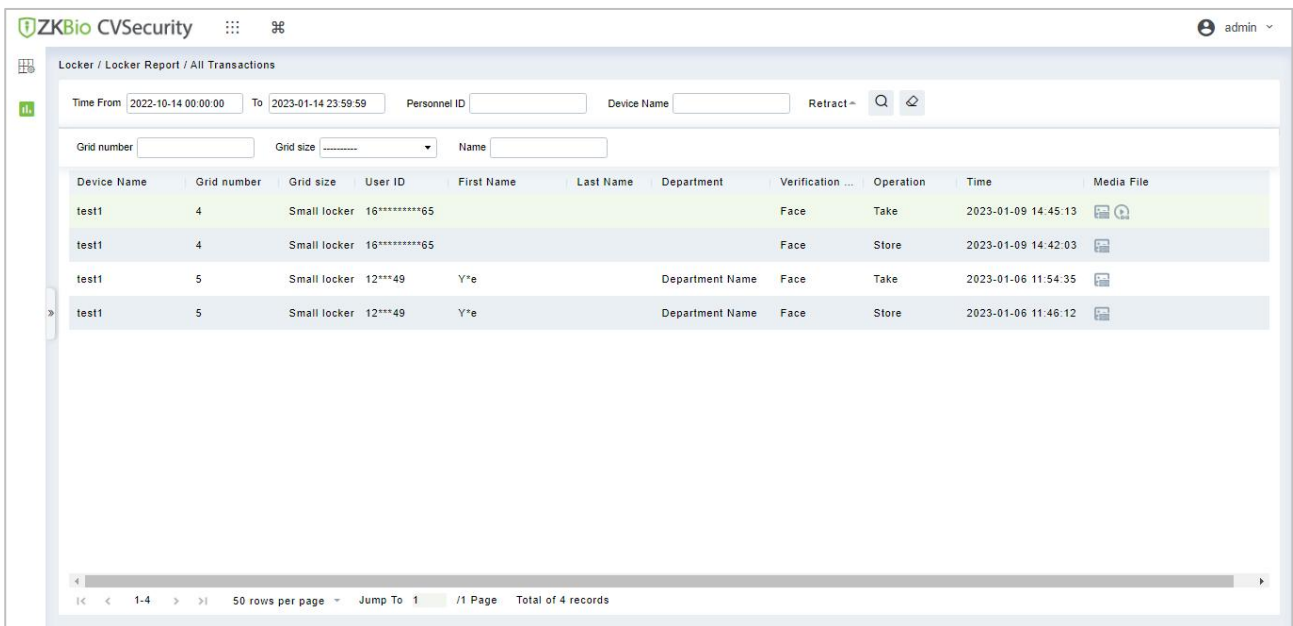 ZKBio CVSecurity admin
Locker / Locker Report / All Transactions
Time From 2022-10-14 00:00:00 To 2023-01-14 23:59:59 Personnel ID Device Name Retract
Grid number Grid size ---------- Name
Device Name Grid number Grid size User ID First Name Last Name Department Verification ... Operation Time Media File
test1 4 Small locker 16*********65 Face Take 2023-01-09 14:45:13
test1 4 Small locker 16*********65 Face Store 2023-01-09 14:42:03
test1 5 Small locker 12***49 Y*e Department Name Face Take 2023-01-06 11:54:35
test1 5 Small locker 12***49 Y*e Department Name Face Store 2023-01-06 11:46:12
1-4 50 rows per page Jump To 1 /1 Page Total of 4 records